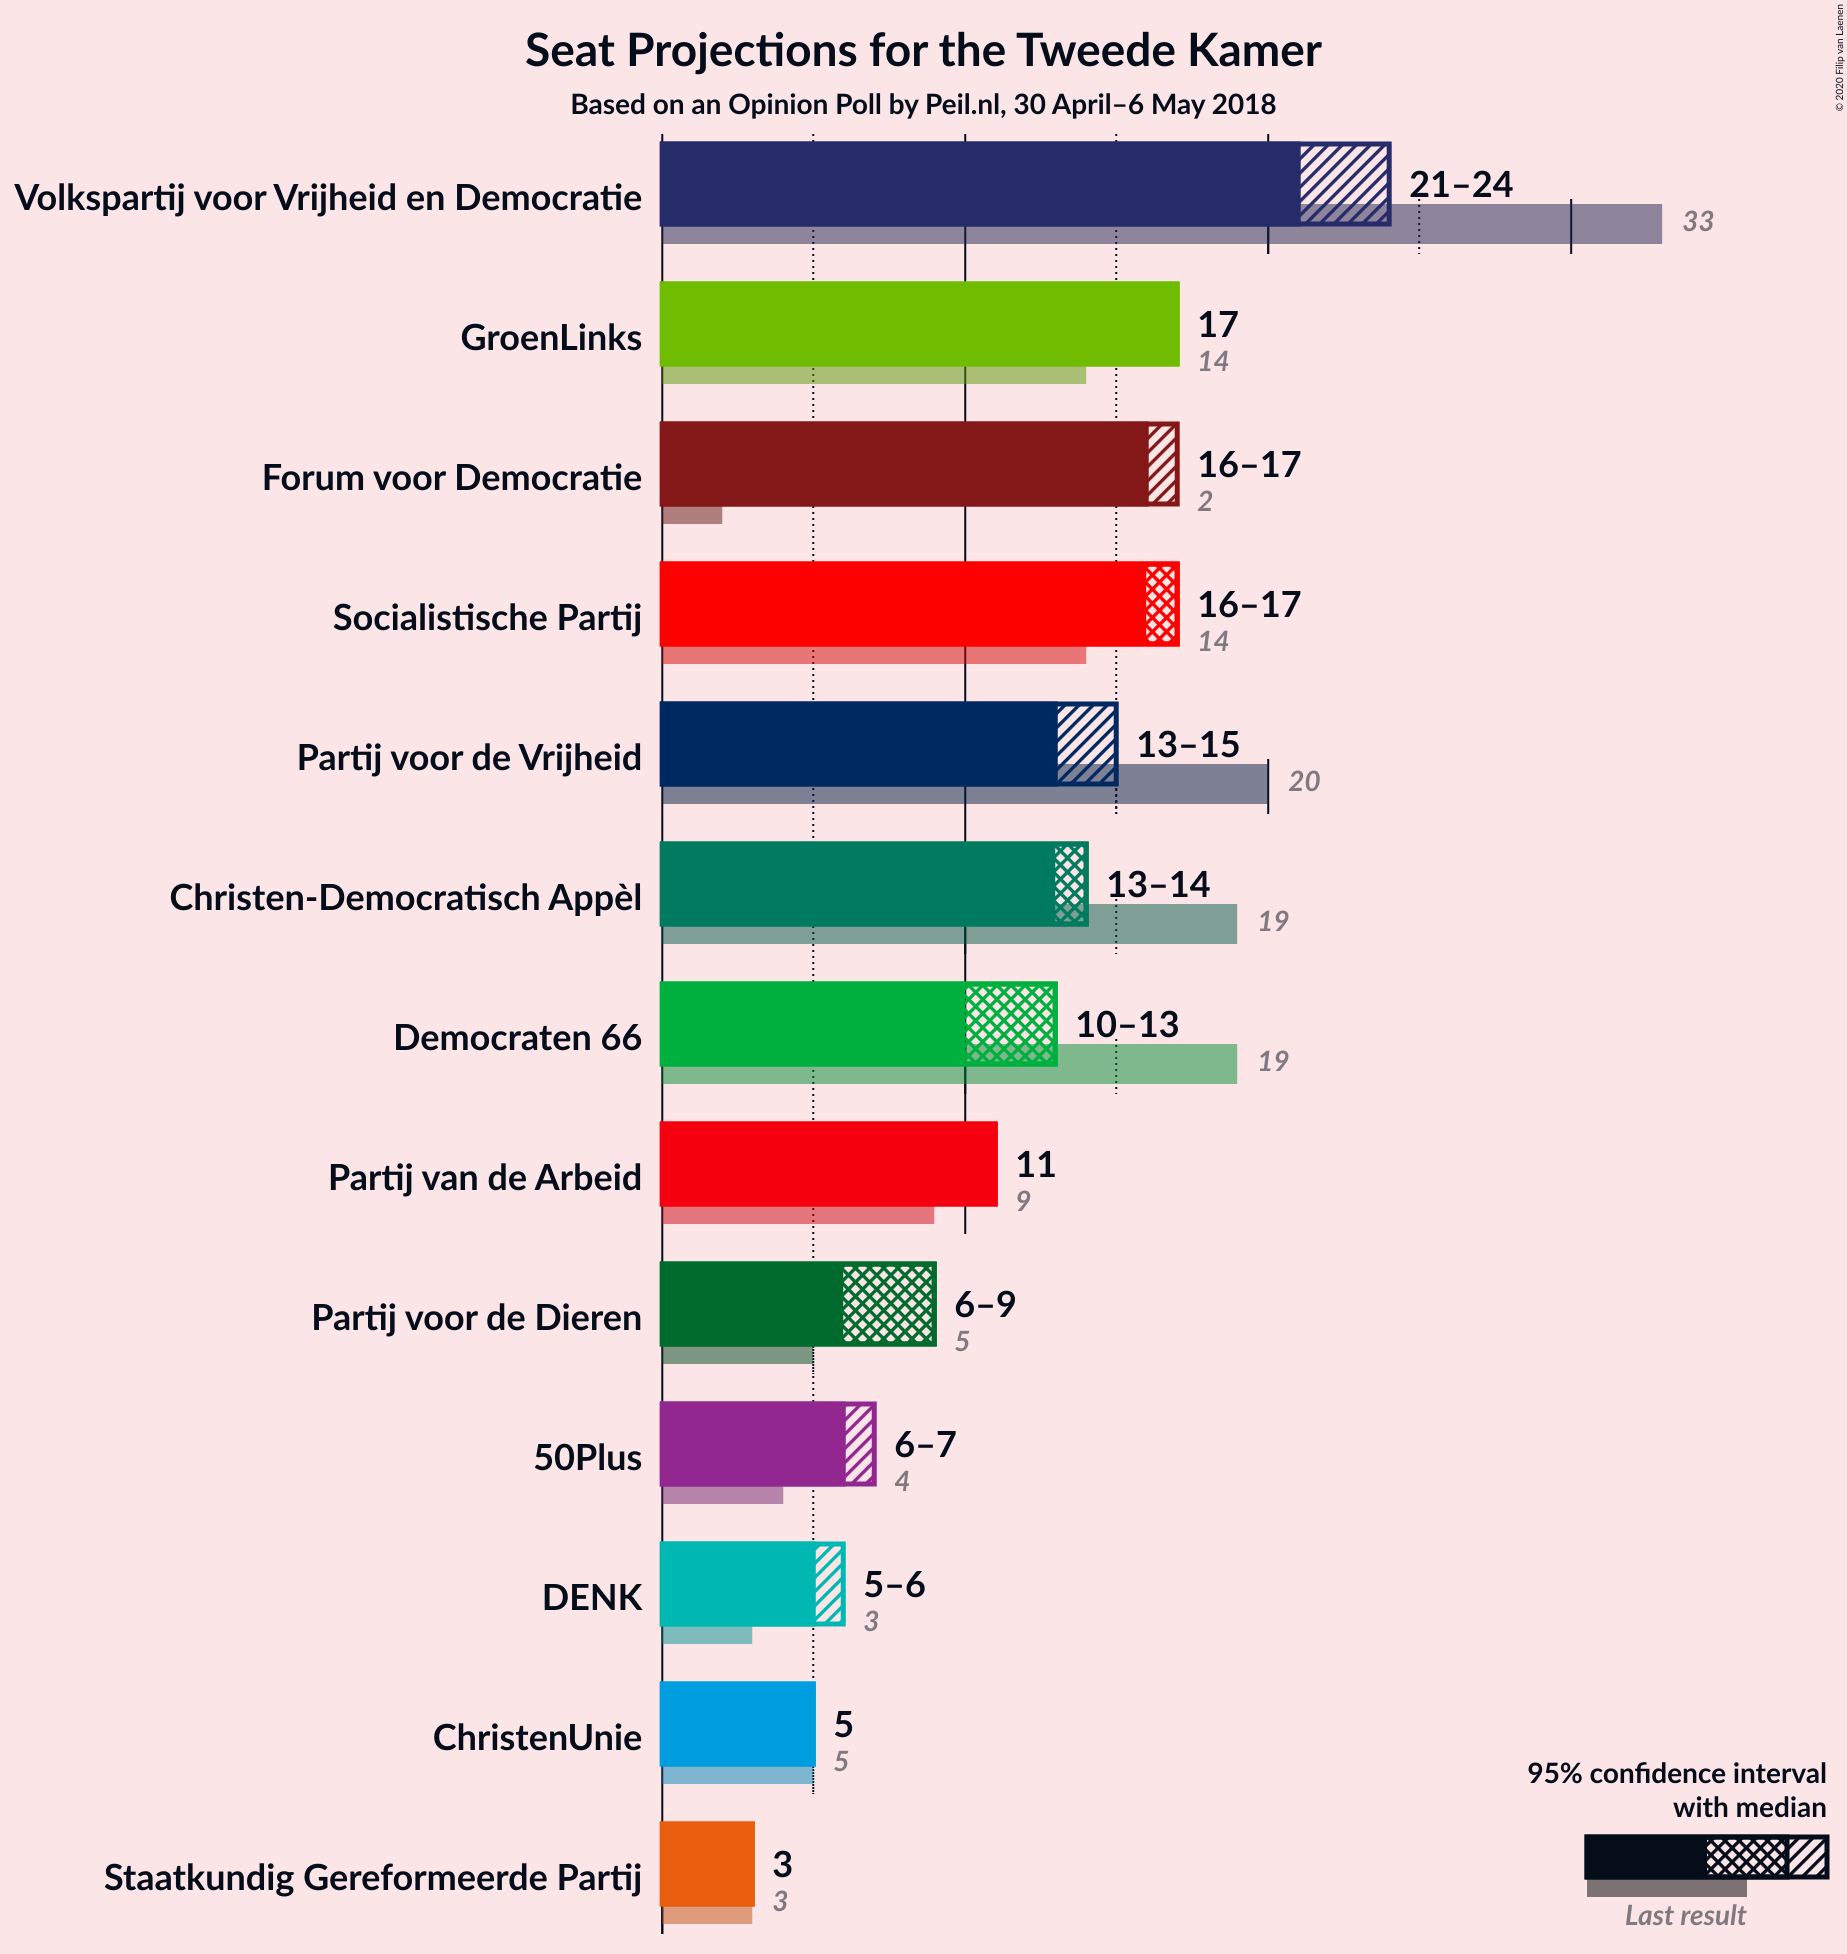 Seat Projections for the Tweede Kamer
Based on an Opinion Poll by Peil.nl, 30 April–6 May 2018
© 2020 Filip van Laenen
Volkspartij voor Vrijheid en Democratie
21–24
33
GroenLinks
17
14
Forum voor Democratie
16–17
2
Socialistische Partij
16–17
14
Partij voor de Vrijheid
13–15
20
Christen-Democratisch Appèl
13–14
19
Democraten 66
10–13
19
Partij van de Arbeid
11
9
Partij voor de Dieren
6–9
5
50Plus
6–7
4
DENK
5–6
3
ChristenUnie
5
5
Staatkundig Gereformeerde Partij
3
3
95% confidence interval
with median
Last result